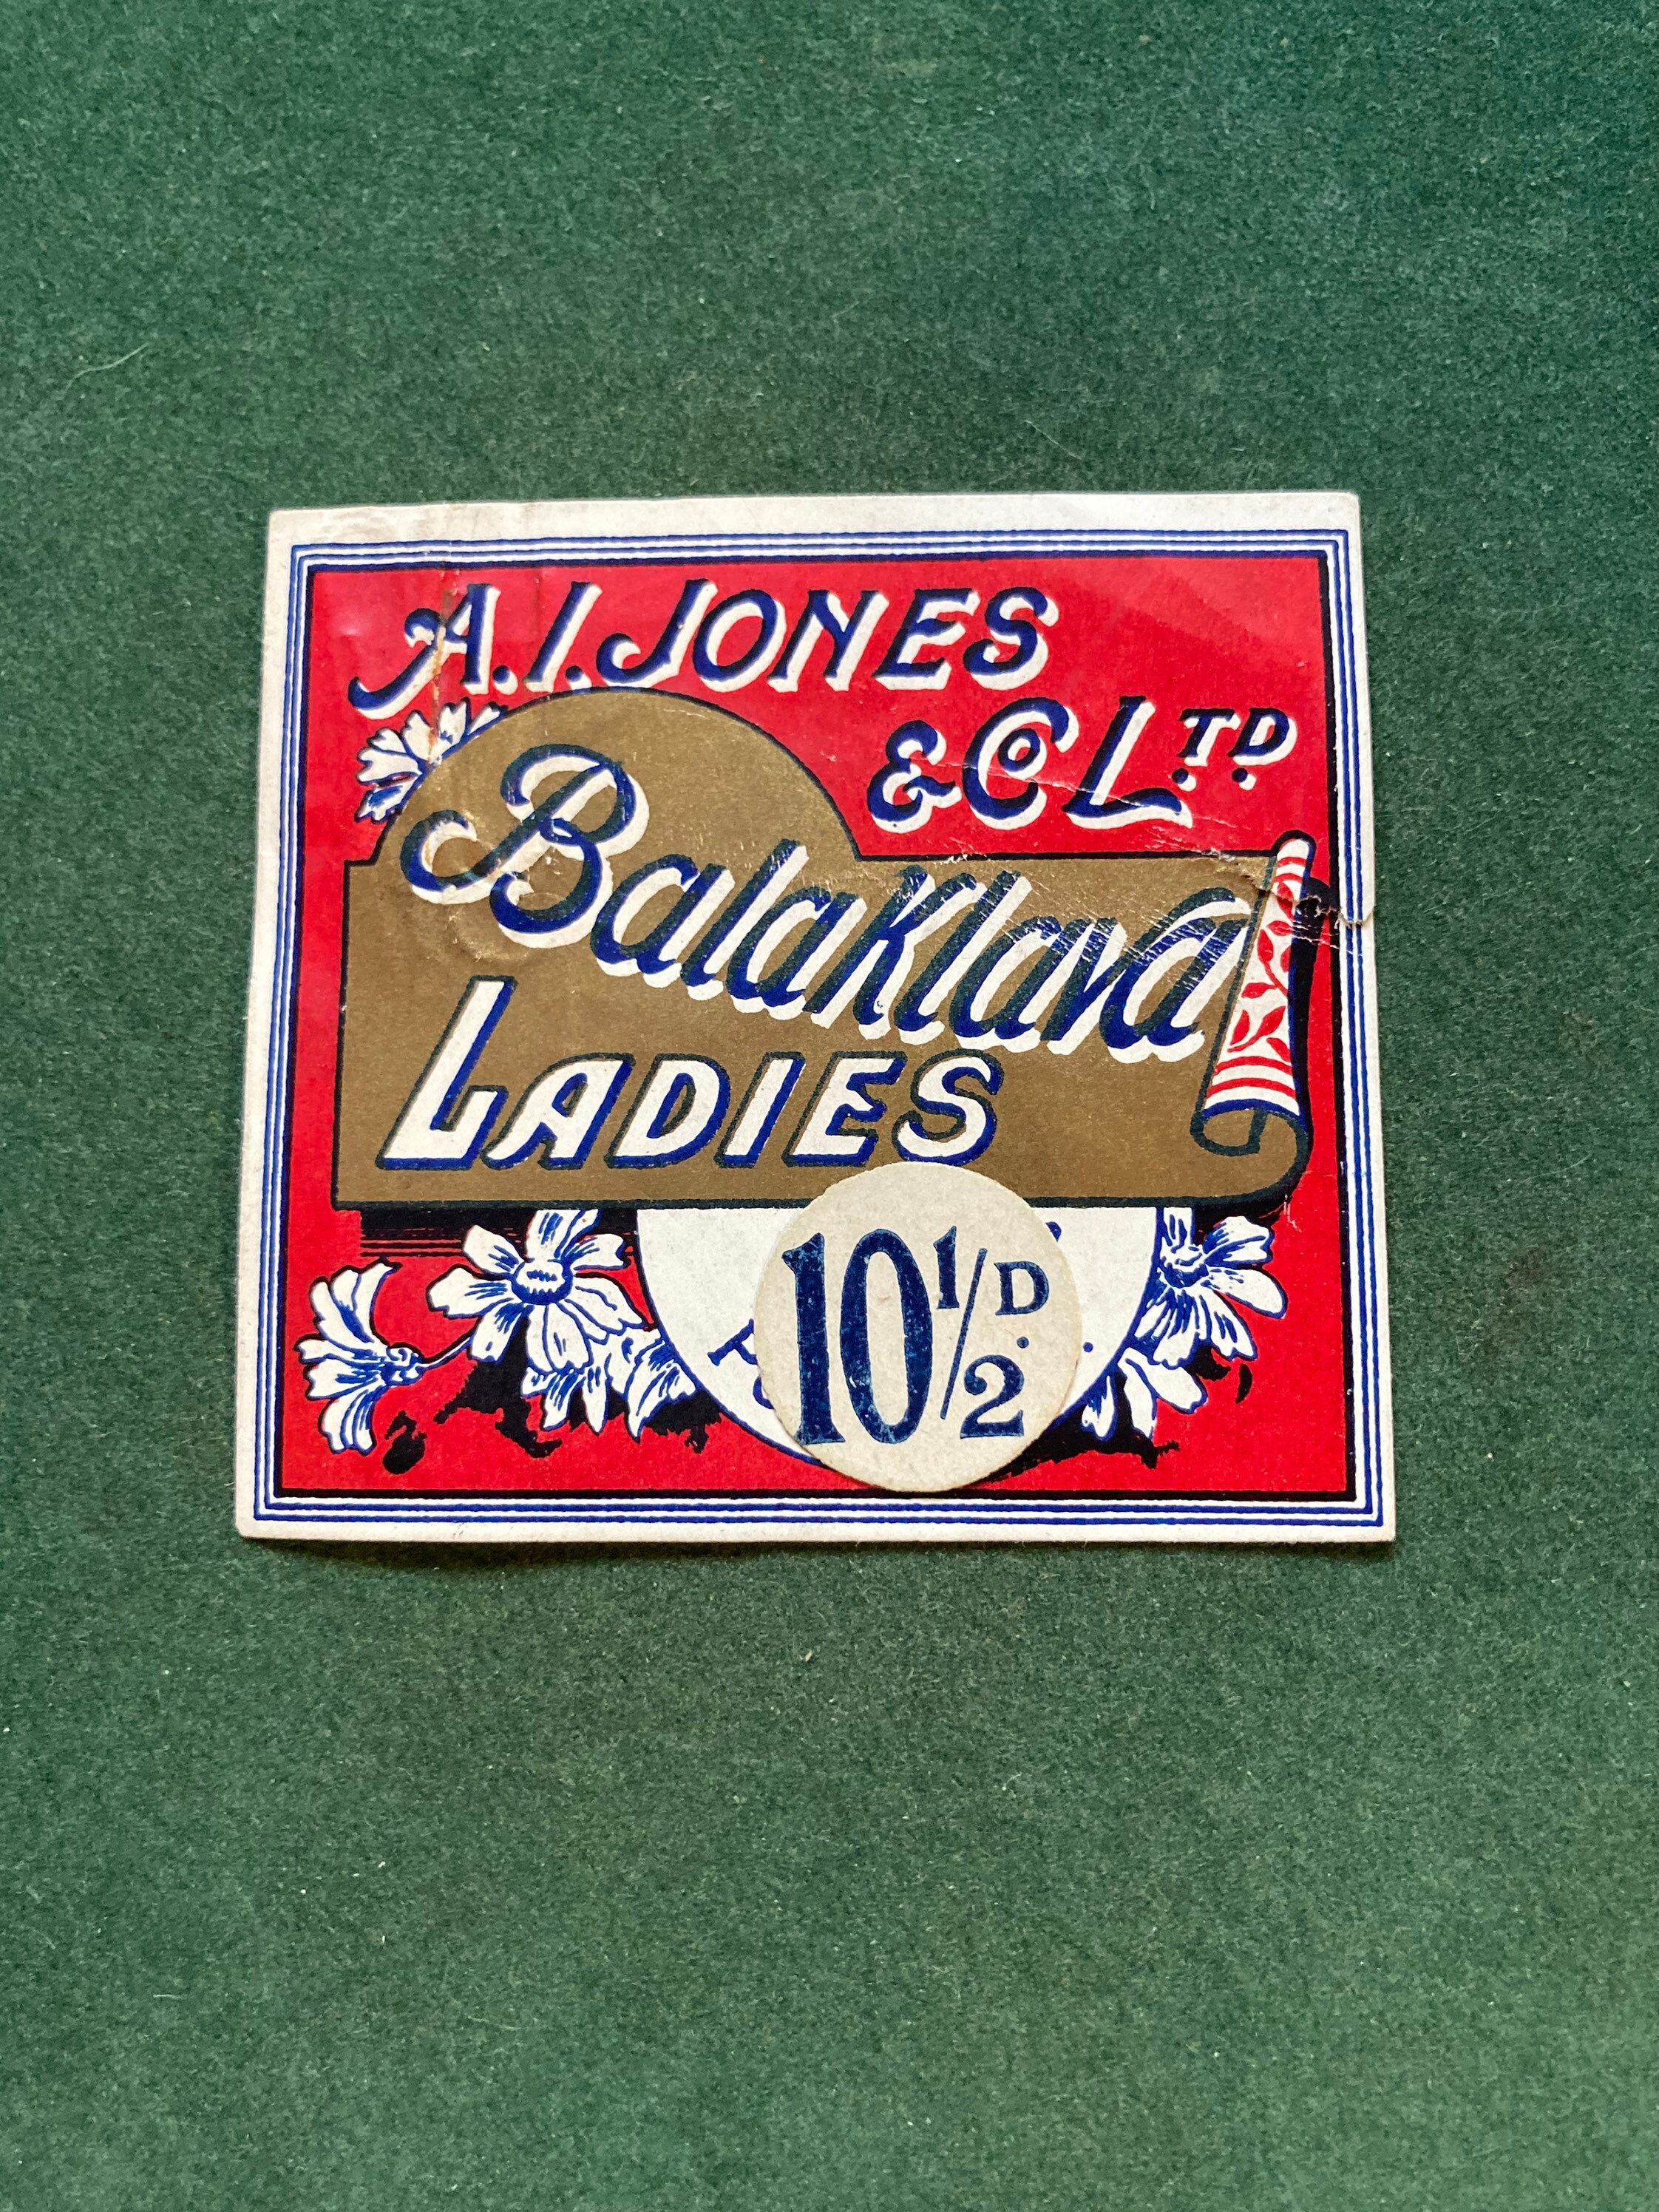 A.I. JONES
& CO LTD.
Balaklava
LADIES
10 1/2 D.